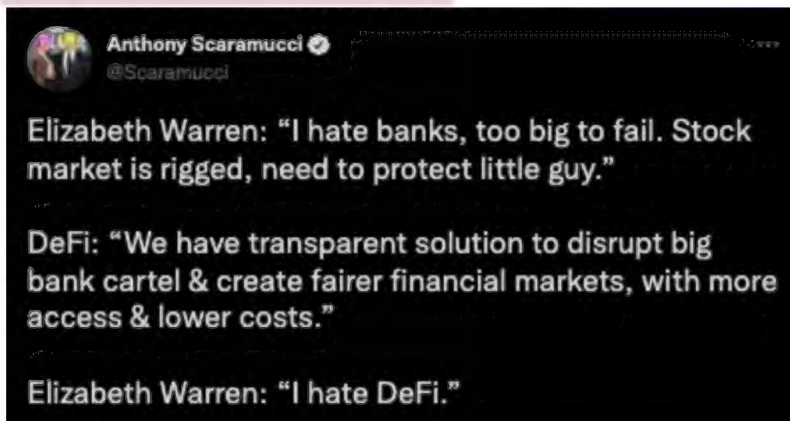 Anthony Scaramucci
@Scaramucci
Elizabeth Warren: “I hate banks, too big to fail. Stock
market is rigged, need to protect little guy.”
DeFi: “We have transparent solution to disrupt big
bank cartel & create fairer financial markets, with more
access & lower costs.”
Elizabeth Warren: “I hate DeFi.”